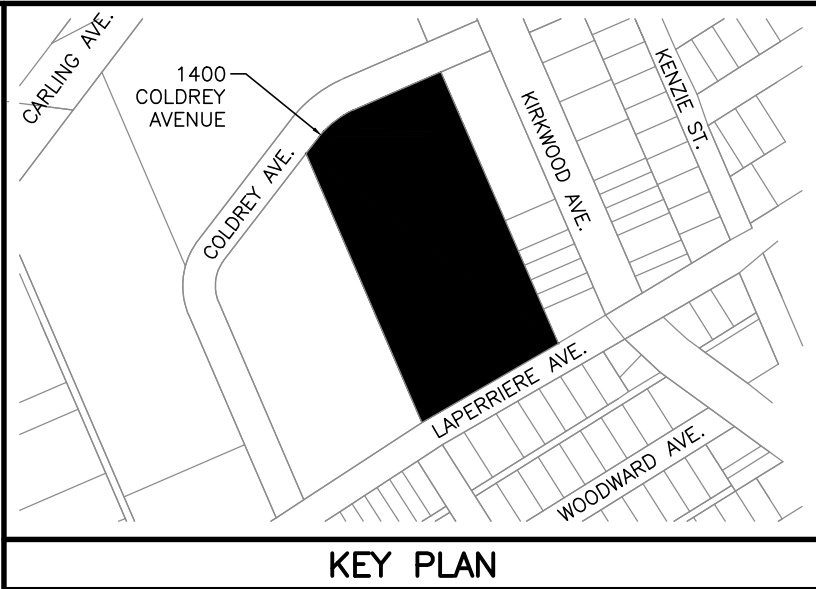 CARLING AVE.
1400
COLDREY
AVENUE
COLDREY AVE.
KIRKWOOD AVE.
KENZIE ST.
LAPERRIERE AVE.
WOODWARD AVE.
KEY PLAN